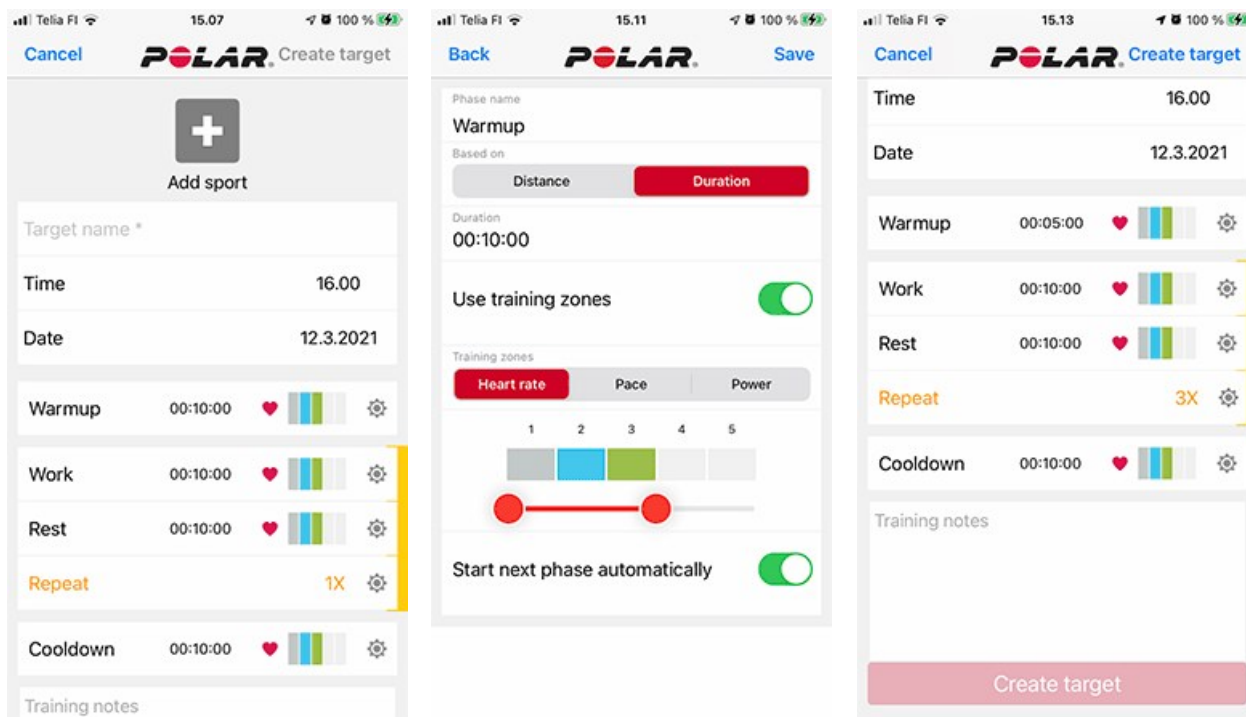 Telia FI 15.07 100 %
Cancel POLAR. Create target
Add sport
Target name *
Time 16.00
Date 12.3.2021
Warmup 00:10:00
Work 00:10:00
Rest 00:10:00
Repeat 1X
Cooldown 00:10:00
Training notes
Telia FI 15.11 100 %
Back POLAR. Save
Phase name
Warmup
Based on
Distance Duration
Duration
00:10:00
Use training zones
Training zones
Heart rate Pace Power
1 2 3 4 5
Start next phase automatically
Telia FI 15.13 100 %
Cancel POLAR. Create target
Time 16.00
Date 12.3.2021
Warmup 00:05:00
Work 00:10:00
Rest 00:10:00
Repeat 3X
Cooldown 00:10:00
Training notes
Create target